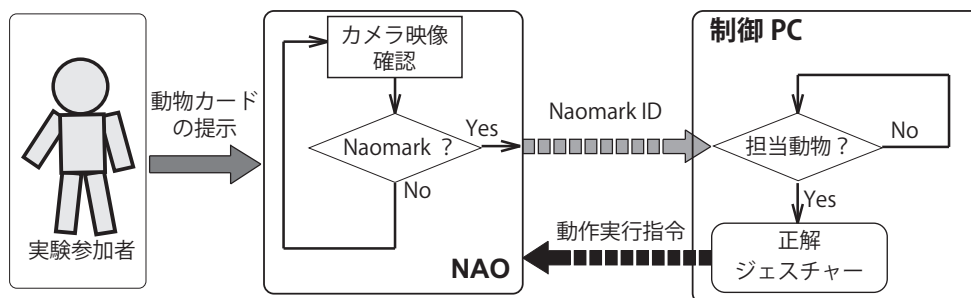 実験参加者
動物カード
の提示
カメラ映像
確認
Naomark ？
Yes
No
NAO
Naomark ID
動作実行指令
制御 PC
担当動物？
No
Yes
正解
ジェスチャー